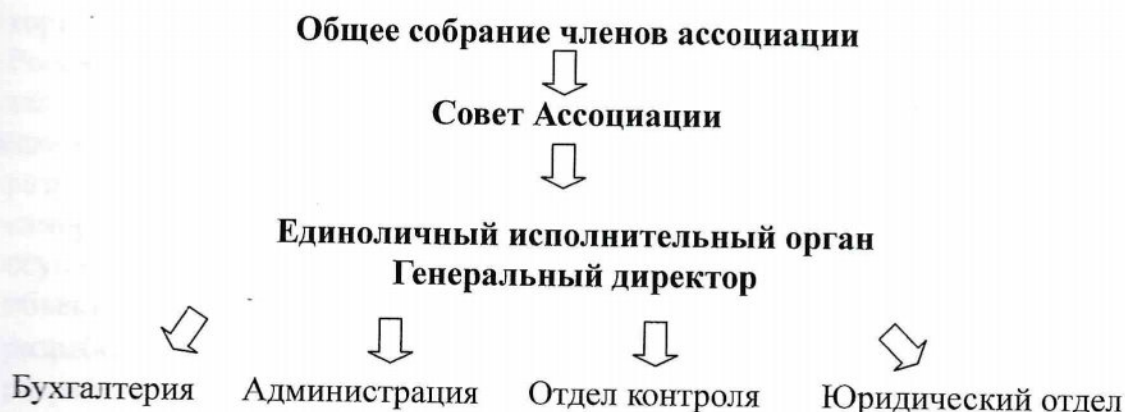 Общее собрание членов ассоциации
Совет Ассоциации
Единоличный исполнительный орган
Генеральный директор
Бухгалтерия Администрация Отдел контроля Юридический отдел